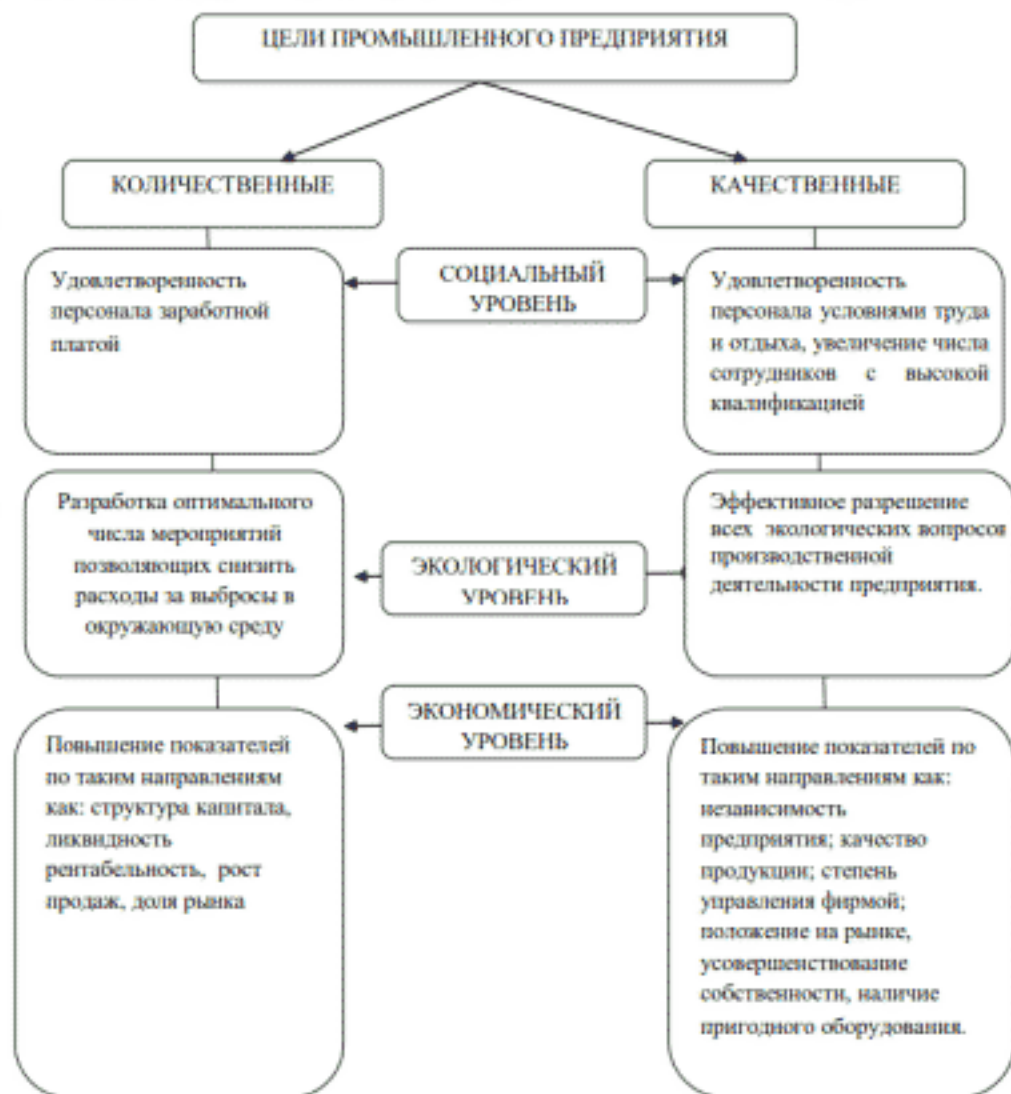 ЦЕЛИ ПРОМЫШЛЕННОГО ПРЕДПРИЯТИЯ
КОЛИЧЕСТВЕННЫЕ
КАЧЕСТВЕННЫЕ
Удовлетворенность
персонала заработной
платой
СОЦИАЛЬНЫЙ
УРОВЕНЬ
Удовлетворенность
персонала условиями труда
и отдыха, увеличение числа
сотрудников с высокой
квалификацией
Разработка оптимального
числа мероприятий
позволяющих снизить
расходы за выбросы в
окружающую среду
ЭКОЛОГИЧЕСКИЙ
УРОВЕНЬ
Эффективное разрешение
всех экологических вопросов
производственной
деятельности предприятия.
Повышение показателей
по таким направлениям
как: структура капитала,
ликвидность
рентабельность, рост
продаж, доля рынка
ЭКОНОМИЧЕСКИЙ
УРОВЕНЬ
Повышение показателей по
таким направлениям как:
независимость
предприятия; качество
продукции; степень
управления фирмой;
положение на рынке,
усовершенствование
собственности, наличие
пригодного оборудования.